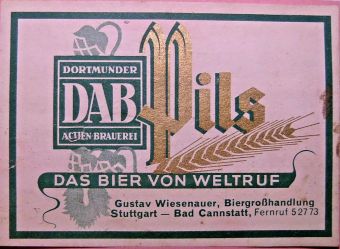 DORTMUNDER
DAB
ACTIEN-BRAUEREI
Pils
DAS BIER VON WELTRUF
Gustav Wiesenauer, Biergroßhandlung
Stuttgart — Bad Cannstatt, Fernruf 52773